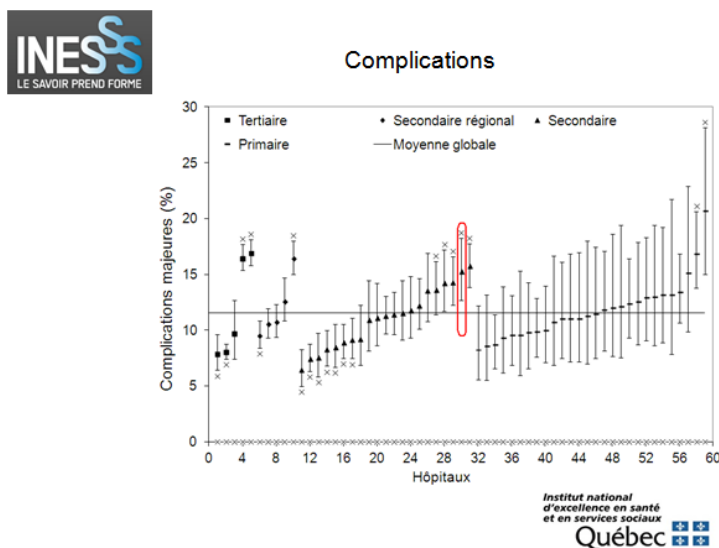 INESSS
LE SAVOIR PREND FORME
Complications
30
25
20
15
10
5
0
Complications majeures (%)
Tertiaire
Secondaire régional
Secondaire
Primaire
Moyenne globale
0 4 8 12 16 20 24 28 32 36 40 44 48 52 56 60
Hôpitaux
Institut national
d'excellence en santé
et en services sociaux
Québec